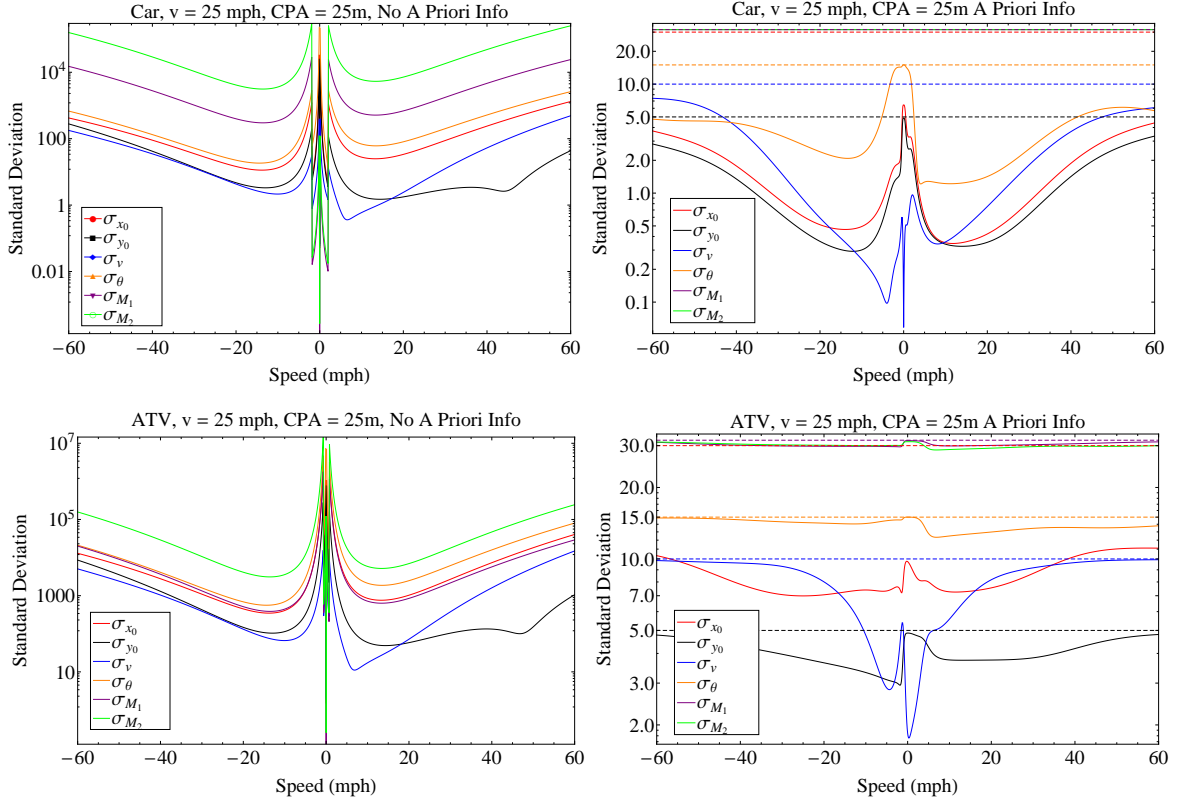 Car, v = 25 mph, CPA = 25m, No A Priori Info
Standard Deviation
10⁴
100
1
0.01
σx₀
σy₀
σv
σθ
σM₁
σM₂
−60 −40 −20 0 20 40 60
Speed (mph)
Car, v = 25 mph, CPA = 25m A Priori Info
Standard Deviation
20.0
10.0
5.0
2.0
1.0
0.5
0.2
0.1
σx₀
σy₀
σv
σθ
σM₁
σM₂
−60 −40 −20 0 20 40 60
Speed (mph)
ATV, v = 25 mph, CPA = 25m, No A Priori Info
Standard Deviation
10⁷
10⁵
1000
10
σx₀
σy₀
σv
σθ
σM₁
σM₂
−60 −40 −20 0 20 40 60
Speed (mph)
ATV, v = 25 mph, CPA = 25m A Priori Info
Standard Deviation
30.0
20.0
15.0
10.0
7.0
5.0
3.0
2.0
σx₀
σy₀
σv
σθ
σM₁
σM₂
−60 −40 −20 0 20 40 60
Speed (mph)